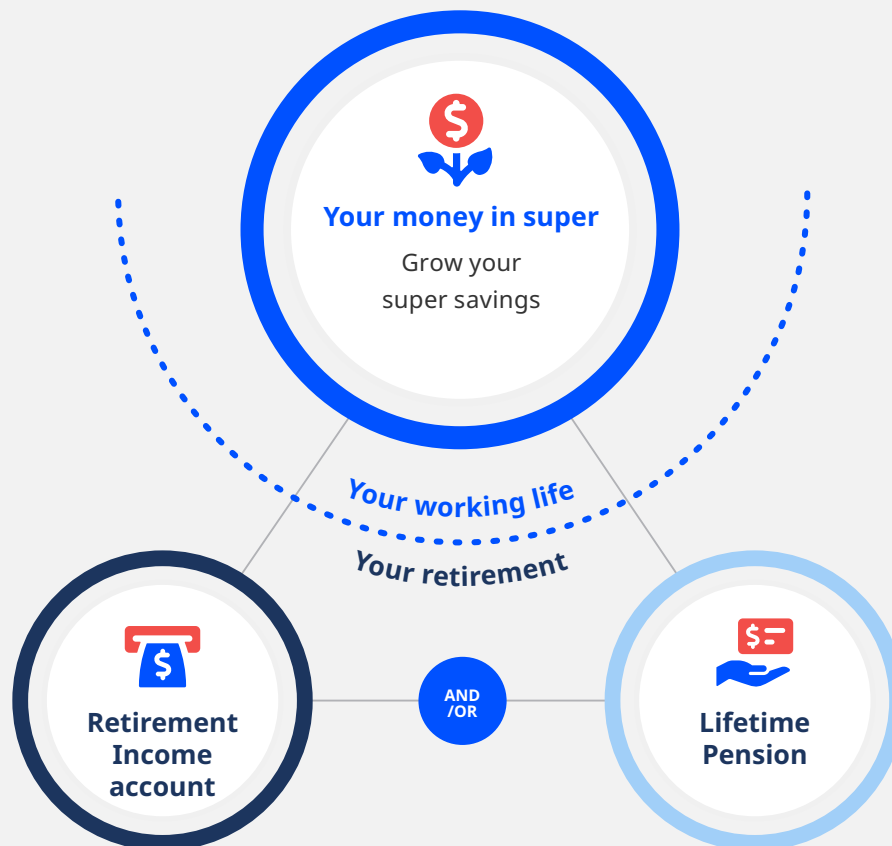 $
Your money in super
Grow your
super savings
Your working life
Your retirement
$
Retirement
Income
account
AND
/OR
$
Lifetime
Pension